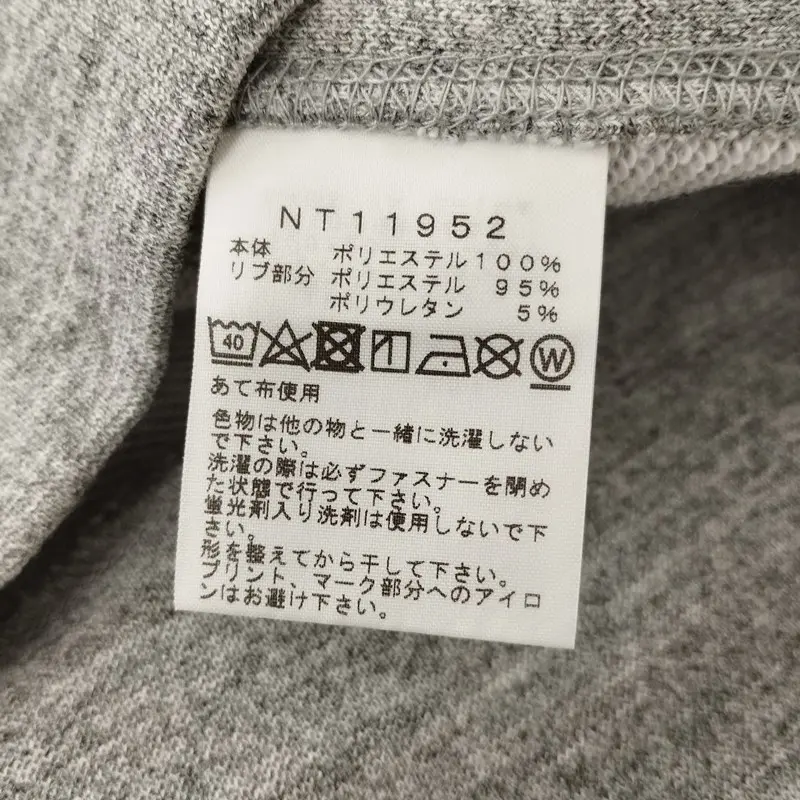 NT11952
本体 ポリエステル100%
リブ部分 ポリエステル 95%
ポリウレタン 5%
40 W
あて布使用
色物は他の物と一緒に洗濯しない
で下さい。
洗濯の際は必ずファスナーを閉め
た状態で行って下さい。
蛍光剤入り洗剤は使用しないで下
さい。
形を整えてから干して下さい。
プリント、マーク部分へのアイロ
ンはお避け下さい。